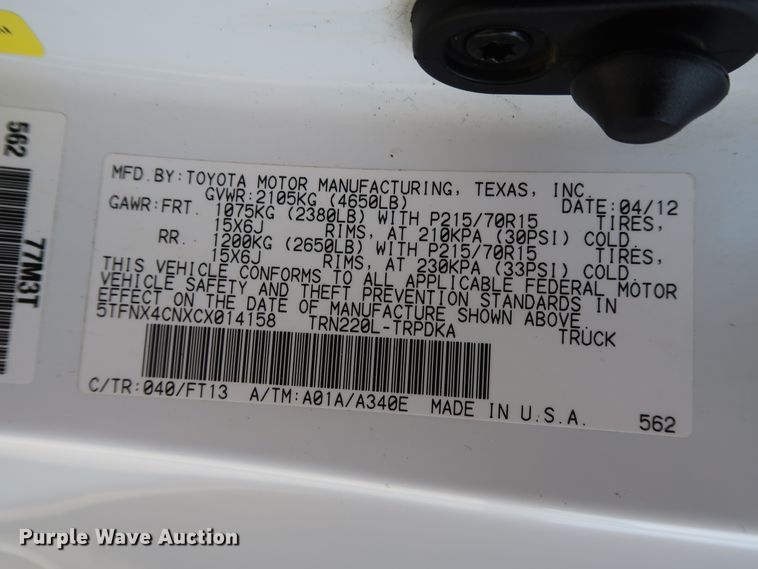 MFD.BY:TOYOTA MOTOR MANUFACTURING, TEXAS, INC.
GVWR:2105KG (4650LB) DATE:04/12
GAWR:FRT. 1075KG (2380LB) WITH P215/70R15 TIRES,
15X6J RIMS, AT 210KPA (30PSI) COLD.
RR. 1200KG (2650LB) WITH P215/70R15 TIRES,
15X6J RIMS, AT 230KPA (33PSI) COLD.
THIS VEHICLE CONFORMS TO ALL APPLICABLE FEDERAL MOTOR
VEHICLE SAFETY AND THEFT PREVENTION STANDARDS IN
EFFECT ON THE DATE OF MANUFACTURE SHOWN ABOVE.
5TFNX4CNXCX014158 TRN220L-TRPDKA TRUCK
C/TR:040/FT13 A/TM:A01A/A340E MADE IN U.S.A. 562
562
77M3T
Purple Wave Auction